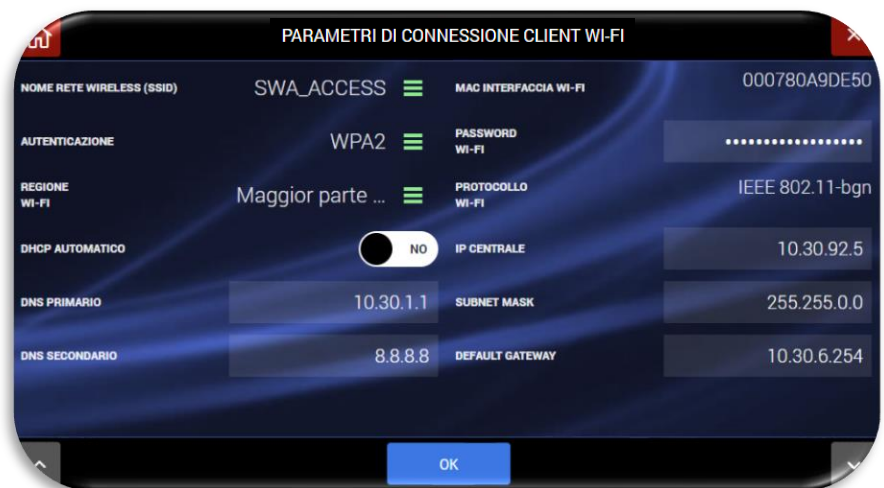 PARAMETRI DI CONNESSIONE CLIENT WI-FI
NOME RETE WIRELESS (SSID)
SWA_ACCESS
MAC INTERFACCIA WI-FI
000780A9DE50
AUTENTICAZIONE
WPA2
PASSWORD
WI-FI
••••••••••••••••••
REGIONE
WI-FI
Maggior parte ...
PROTOCOLLO
WI-FI
IEEE 802.11-bgn
DHCP AUTOMATICO
NO
IP CENTRALE
10.30.92.5
DNS PRIMARIO
10.30.1.1
SUBNET MASK
255.255.0.0
DNS SECONDARIO
8.8.8.8
DEFAULT GATEWAY
10.30.6.254
OK